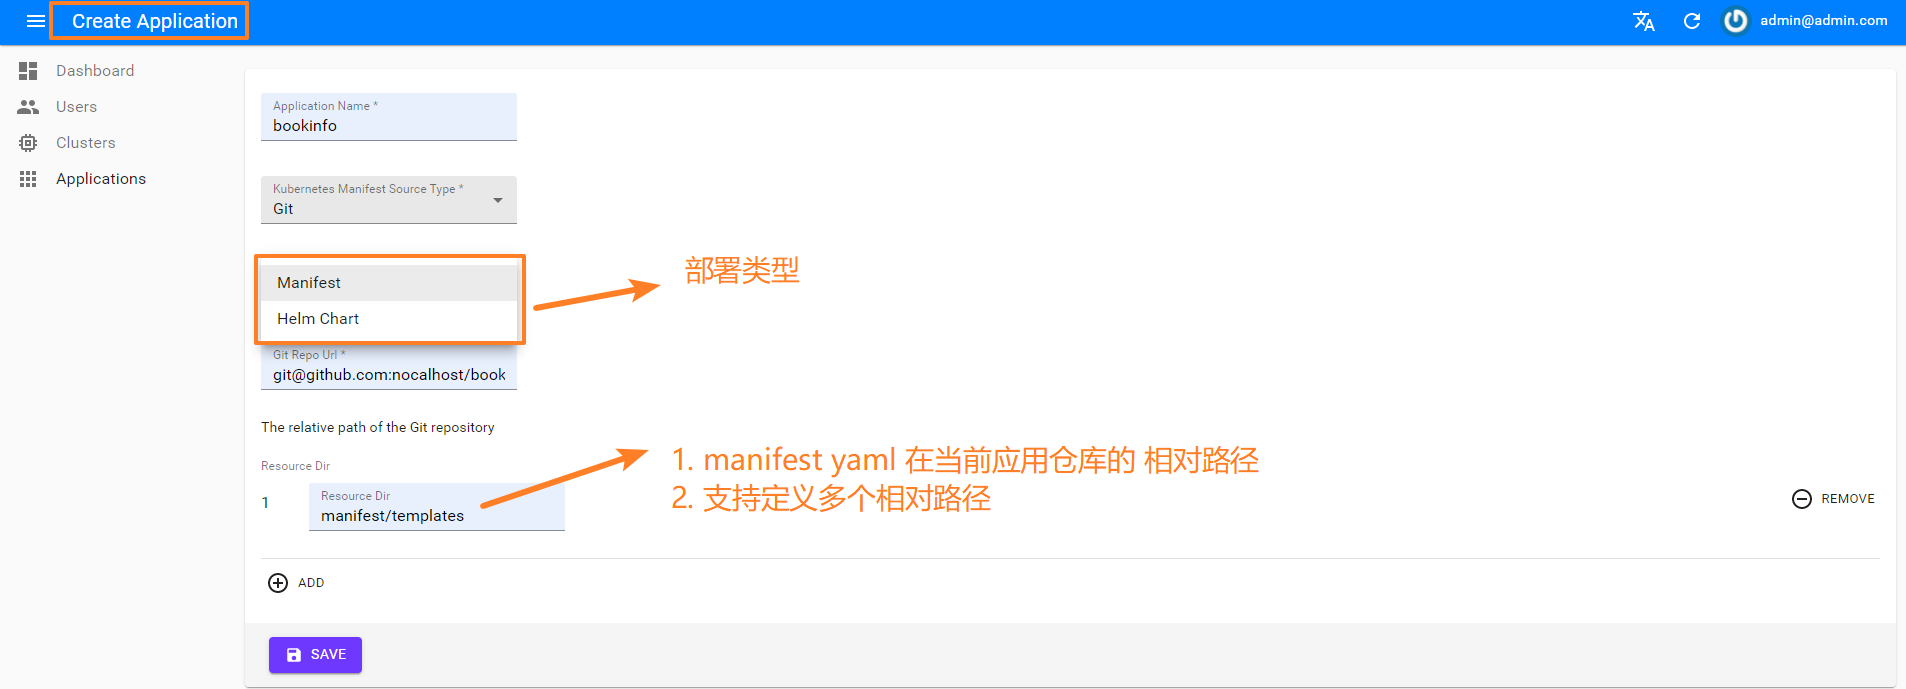 Create Application
admin@admin.com
Dashboard
Users
Clusters
Applications
Application Name *
bookinfo
Kubernetes Manifest Source Type *
Git
Manifest
Helm Chart
部署类型
Git Repo Url *
git@github.com:nocalhost/book
The relative path of the Git repository
Resource Dir
1
Resource Dir
manifest/templates
1. manifest yaml 在当前应用仓库的 相对路径
2. 支持定义多个相对路径
REMOVE
ADD
SAVE